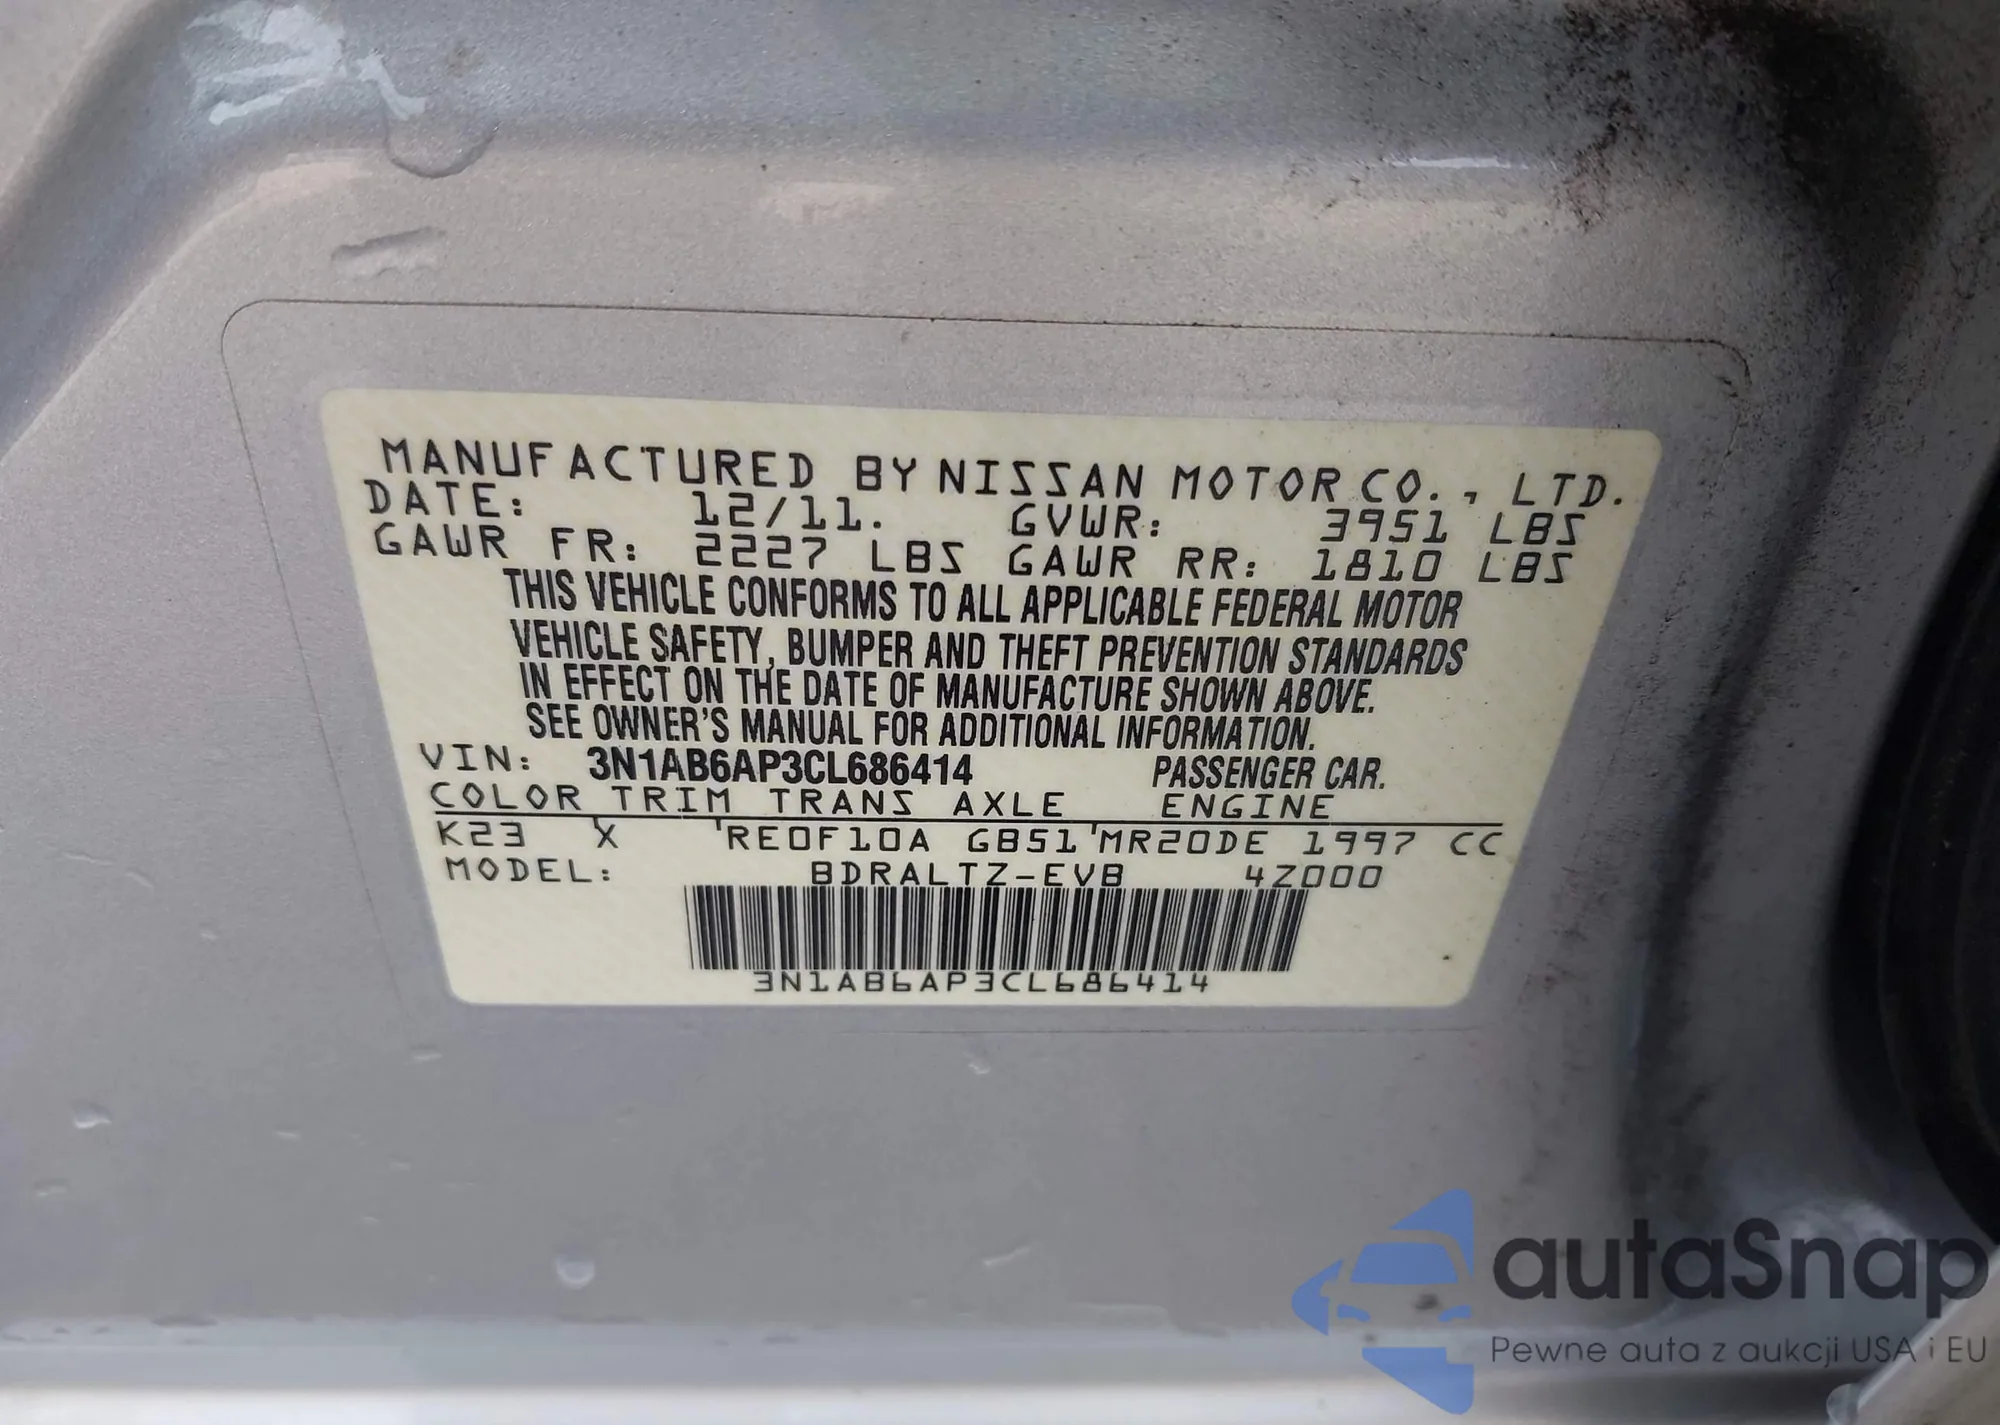 MANUFACTURED BY NISSAN MOTOR CO., LTD.
DATE: 12/11. GVWR: 3951 LBS
GAWR FR: 2227 LBS GAWR RR: 1810 LBS
THIS VEHICLE CONFORMS TO ALL APPLICABLE FEDERAL MOTOR
VEHICLE SAFETY, BUMPER AND THEFT PREVENTION STANDARDS
IN EFFECT ON THE DATE OF MANUFACTURE SHOWN ABOVE.
SEE OWNER'S MANUAL FOR ADDITIONAL INFORMATION.
VIN: 3N1AB6AP3CL686414 PASSENGER CAR.
COLOR TRIM TRANS AXLE ENGINE
K23 X RE0F10A GB51 MR20DE 1997 CC
MODEL: BDRALTZ-EVB 4Z000
3N1AB6AP3CL686414
autaSnap
Pewne auta z aukcji USA i EU